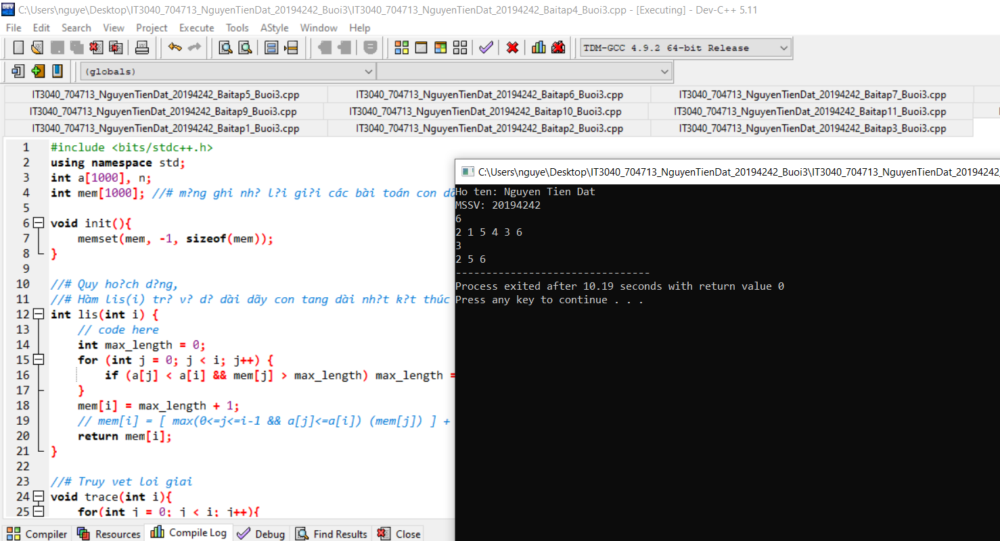 C:\Users\nguye\Desktop\IT3040_704713_NguyenTienDat_20194242_Buoi3\IT3040_704713_NguyenTienDat_20194242_Baitap4_Buoi3.cpp - [Executing] - Dev-C++ 5.11
File Edit Search View Project Execute Tools AStyle Window Help
TDM-GCC 4.9.2 64-bit Release
(globals)
IT3040_704713_NguyenTienDat_20194242_Baitap5_Buoi3.cpp IT3040_704713_NguyenTienDat_20194242_Baitap6_Buoi3.cpp IT3040_704713_NguyenTienDat_20194242_Baitap7_Buoi3.cpp
IT3040_704713_NguyenTienDat_20194242_Baitap9_Buoi3.cpp IT3040_704713_NguyenTienDat_20194242_Baitap10_Buoi3.cpp IT3040_704713_NguyenTienDat_20194242_Baitap11_Buoi3.cpp
IT3040_704713_NguyenTienDat_20194242_Baitap1_Buoi3.cpp IT3040_704713_NguyenTienDat_20194242_Baitap2_Buoi3.cpp IT3040_704713_NguyenTienDat_20194242_Baitap3_Buoi3.cpp
1 #include <bits/stdc++.h>
2 using namespace std;
3 int a[1000], n;
4 int mem[1000]; //# m?ng ghi nh? l?i gi?i các bài toán con
5
6 void init(){
7 memset(mem, -1, sizeof(mem));
8 }
9
10 //# Quy ho?ch d?ng,
11 //# Hàm lis(i) tr? v? d? dài dãy con tang dài nh?t k?t thúc
12 int lis(int i) {
13 // code here
14 int max_length = 0;
15 for (int j = 0; j < i; j++) {
16 if (a[j] < a[i] && mem[j] > max_length) max_length =
17 }
18 mem[i] = max_length + 1;
19 // mem[i] = [ max(0<=j<=i-1 && a[j]<=a[i]) (mem[j]) ] +
20 return mem[i];
21 }
22
23 //# Truy vet loi giai
24 void trace(int i){
25 for(int j = 0; j < i; j++){
C:\Users\nguye\Desktop\IT3040_704713_NguyenTienDat_20194242_Buoi3\IT3040_704713_NguyenTienDat_20194242_
Ho ten: Nguyen Tien Dat
MSSV: 20194242
6
2 1 5 4 3 6
3
2 5 6
--------------------------------
Process exited after 10.19 seconds with return value 0
Press any key to continue . . .
Compiler Resources Compile Log Debug Find Results Close